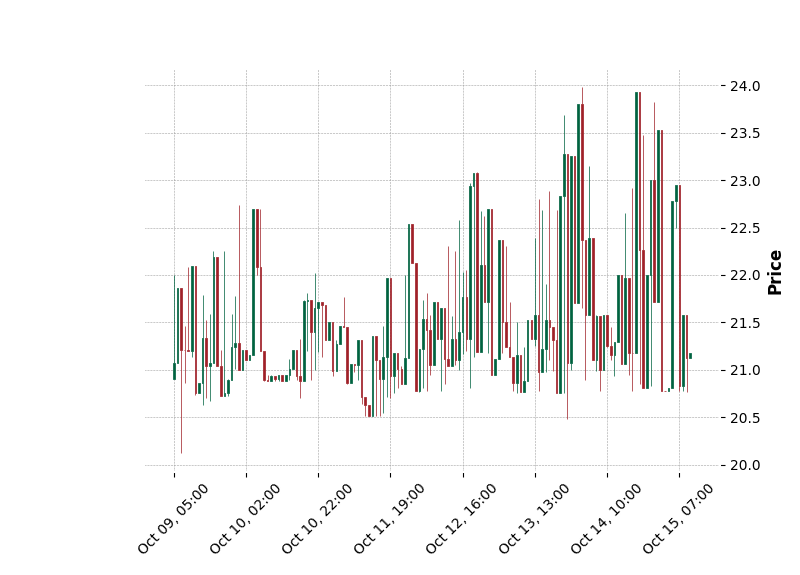 24.0
23.5
23.0
22.5
22.0
21.5
21.0
20.5
20.0
Price
Oct 09, 05:00
Oct 10, 02:00
Oct 10, 22:00
Oct 11, 19:00
Oct 12, 16:00
Oct 13, 13:00
Oct 14, 10:00
Oct 15, 07:00